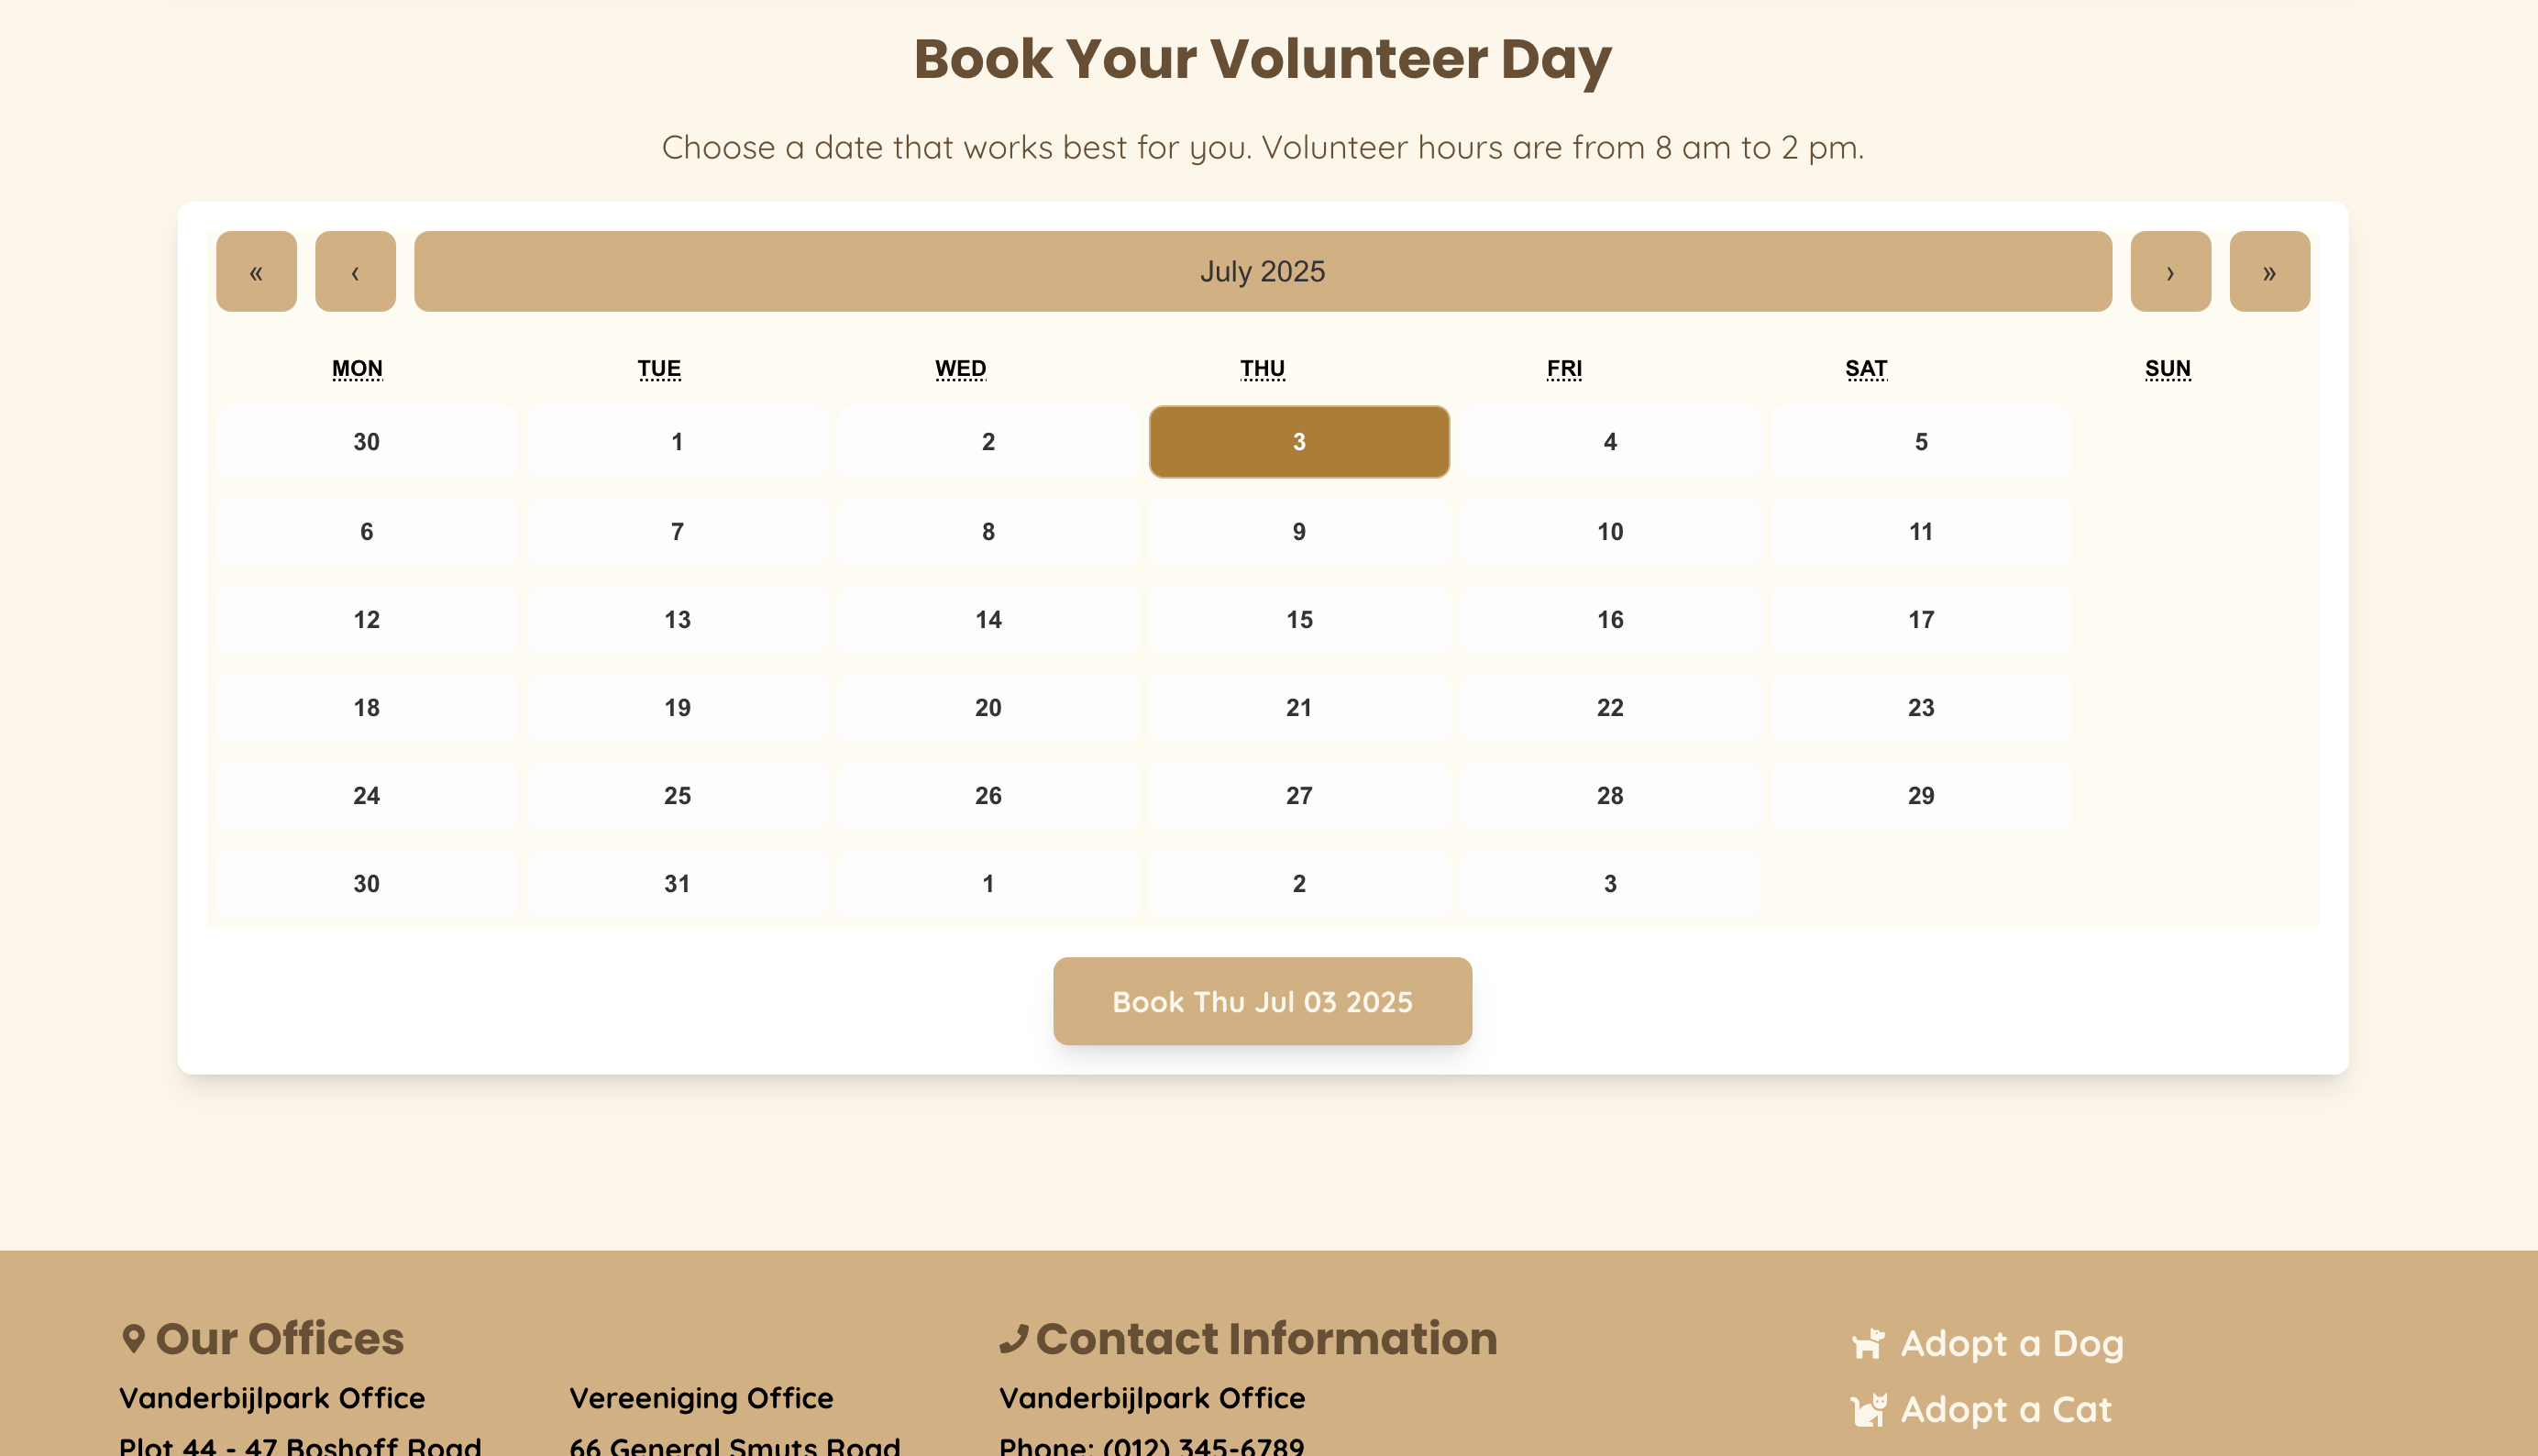 Book Your Volunteer Day
Choose a date that works best for you. Volunteer hours are from 8 am to 2 pm.
« ‹ July 2025 › »
MON TUE WED THU FRI SAT SUN
30 1 2 3 4 5
6 7 8 9 10 11
12 13 14 15 16 17
18 19 20 21 22 23
24 25 26 27 28 29
30 31 1 2 3
Book Thu Jul 03 2025
Our Offices Contact Information Adopt a Dog
Vanderbijlpark Office Vereeniging Office Vanderbijlpark Office Adopt a Cat
Plot 44 - 47 Boshoff Road 66 General Smuts Road Phone: (012) 345-6789